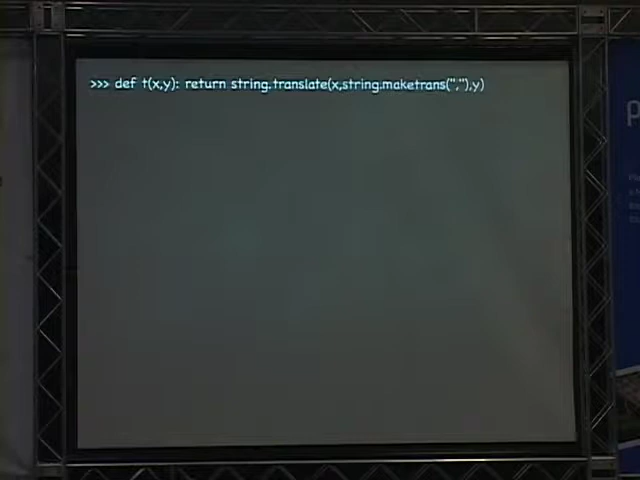 >>> def t(x,y): return string.translate(x,string.maketrans("",""),y)